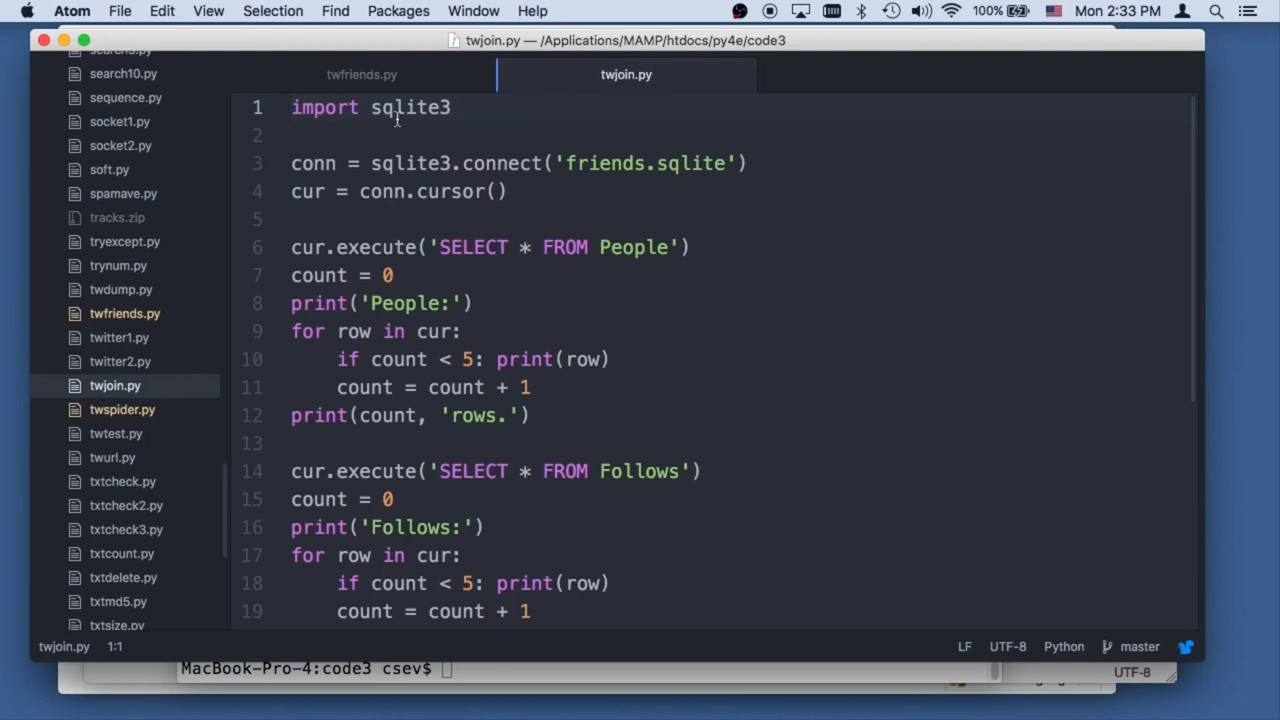 Atom File Edit View Selection Find Packages Window Help 100% Mon 2:33 PM
twjoin.py — /Applications/MAMP/htdocs/py4e/code3
twfriends.py twjoin.py
search10.py
sequence.py
socket1.py
socket2.py
soft.py
spamave.py
tracks.zip
tryexcept.py
trynum.py
twdump.py
twfriends.py
twitter1.py
twitter2.py
twjoin.py
twspider.py
twtest.py
twurl.py
txtcheck.py
txtcheck2.py
txtcheck3.py
txtcount.py
txtdelete.py
txtmd5.py
txtsize.py
1 import sqlite3
2
3 conn = sqlite3.connect('friends.sqlite')
4 cur = conn.cursor()
5
6 cur.execute('SELECT * FROM People')
7 count = 0
8 print('People:')
9 for row in cur:
10 if count < 5: print(row)
11 count = count + 1
12 print(count, 'rows.')
13
14 cur.execute('SELECT * FROM Follows')
15 count = 0
16 print('Follows:')
17 for row in cur:
18 if count < 5: print(row)
19 count = count + 1
twjoin.py 1:1 LF UTF-8 Python master
MacBook-Pro-4:code3 csev$
UTF-8